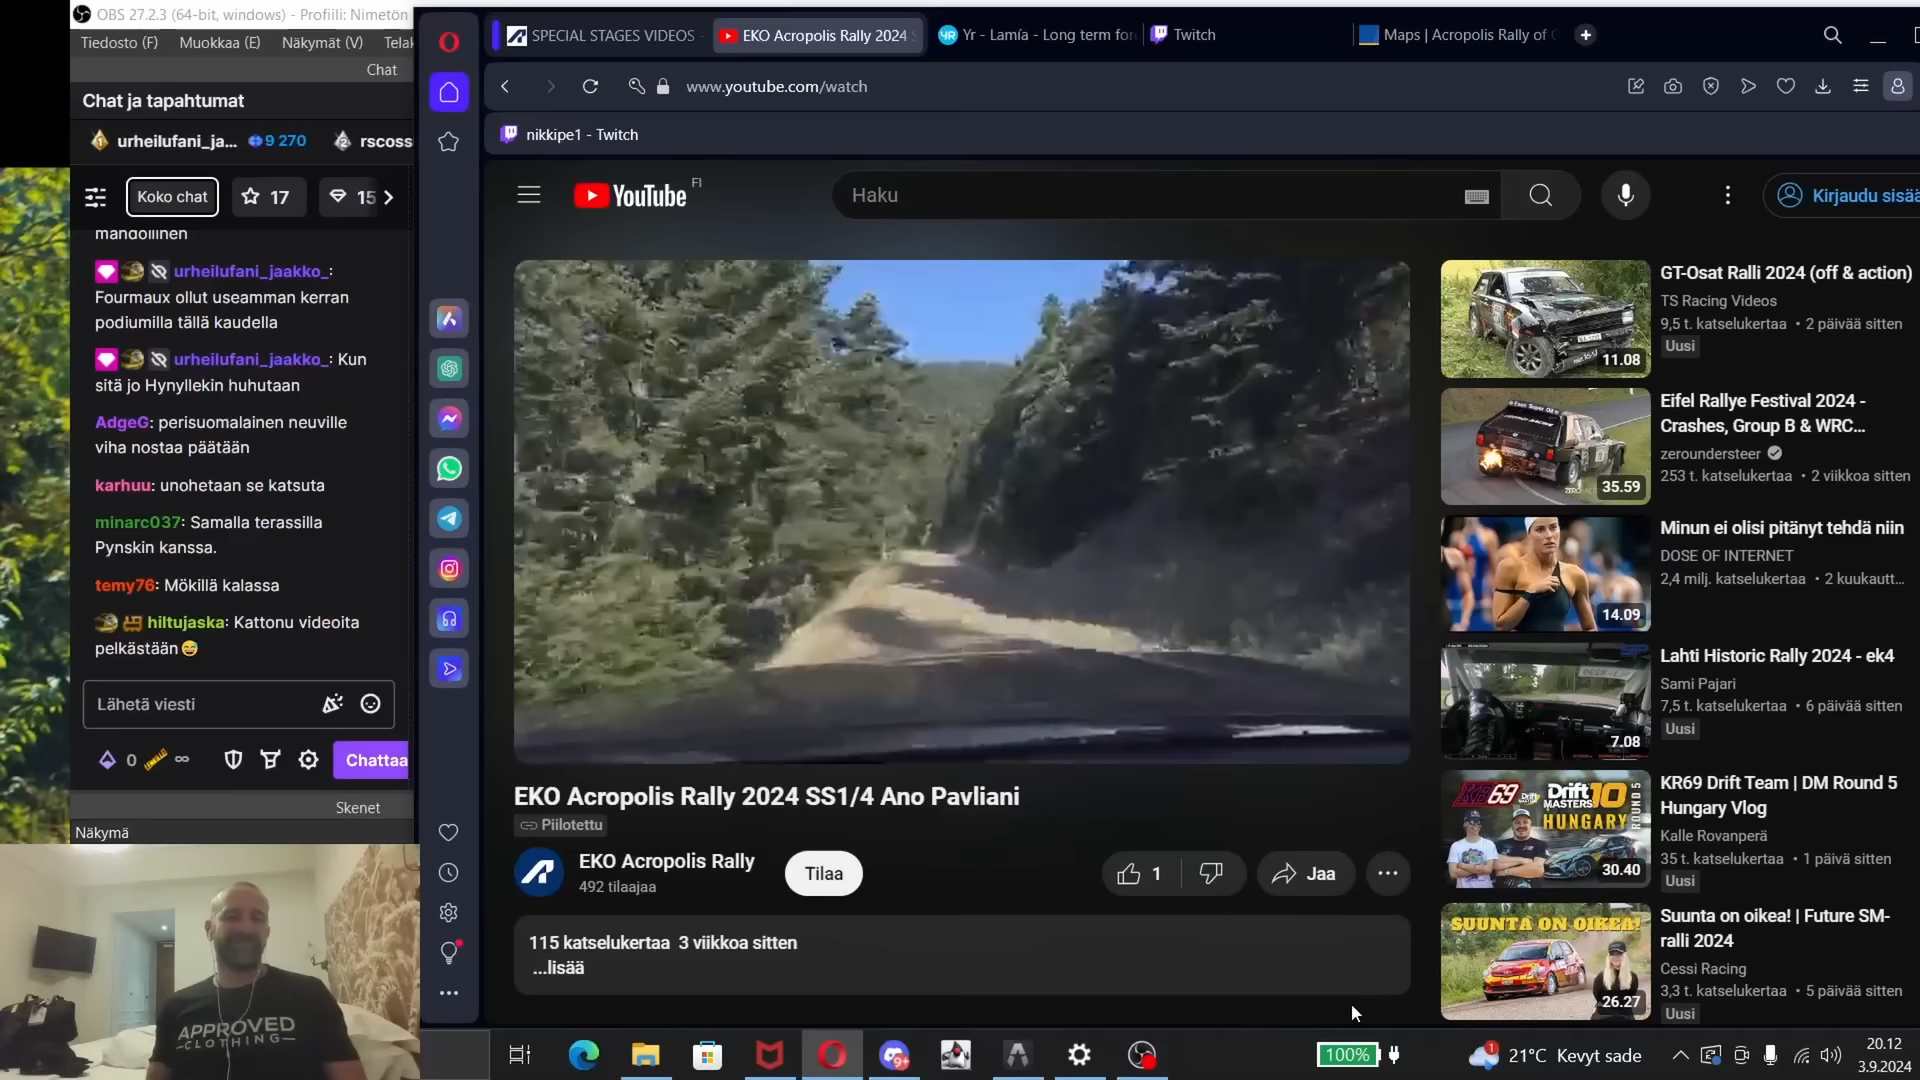 OBS 27.2.3 (64-bit, windows) - Profiili: Nimetön
Tiedosto (F) Muokkaa (E) Näkymät (V) Telak
Chat
Chat ja tapahtumat
urheilufani_ja... 9 270 rscoss
Koko chat 17 15
mahdollinen
urheilufani_jaakko_:
Fourmaux ollut useamman kerran
podiumilla tällä kaudella
urheilufani_jaakko_: Kun
sitä jo Hynyllekin huhutaan
AdgeG: perisuomalainen neuville
viha nostaa päätään
karhuu: unohetaan se katsuta
minarc037: Samalla terassilla
Pynskin kanssa.
temy76: Mökillä kalassa
hiltujaska: Kattonu videoita
pelkästään😅
Lähetä viesti
0 ∞ Chattaa
Skenet
Näkymä
APPROVED
CLOTHING
SPECIAL STAGES VIDEOS
EKO Acropolis Rally 2024 S
Yr - Lamía - Long term for
Twitch
Maps | Acropolis Rally of
www.youtube.com/watch
nikkipe1 - Twitch
YouTube FI
Haku
Kirjaudu sisää
EKO Acropolis Rally 2024 SS1/4 Ano Pavliani
Piilotettu
EKO Acropolis Rally
492 tilaajaa
Tilaa
1
Jaa
115 katselukertaa 3 viikkoa sitten
...lisää
GT-Osat Ralli 2024 (off & action)
TS Racing Videos
9,5 t. katselukertaa • 2 päivää sitten
Uusi
11.08
Eifel Rallye Festival 2024 -
Crashes, Group B & WRC...
zeroundersteer
253 t. katselukertaa • 2 viikkoa sitten
35.59
Minun ei olisi pitänyt tehdä niin
DOSE OF INTERNET
2,4 milj. katselukertaa • 2 kuukautt...
14.09
Lahti Historic Rally 2024 - ek4
Sami Pajari
7,5 t. katselukertaa • 6 päivää sitten
Uusi
7.08
KR69 Drift Team | DM Round 5
Hungary Vlog
Kalle Rovanperä
35 t. katselukertaa • 1 päivä sitten
Uusi
69 Drift MASTERS 10
HUNGARY
ROUND 5
30.40
Suunta on oikea! | Future SM-
ralli 2024
Cessi Racing
3,3 t. katselukertaa • 5 päivää sitten
Uusi
SUUNTA ON OIKEA!
26.27
9+
100%
1
21°C Kevyt sade
20.12
3.9.2024